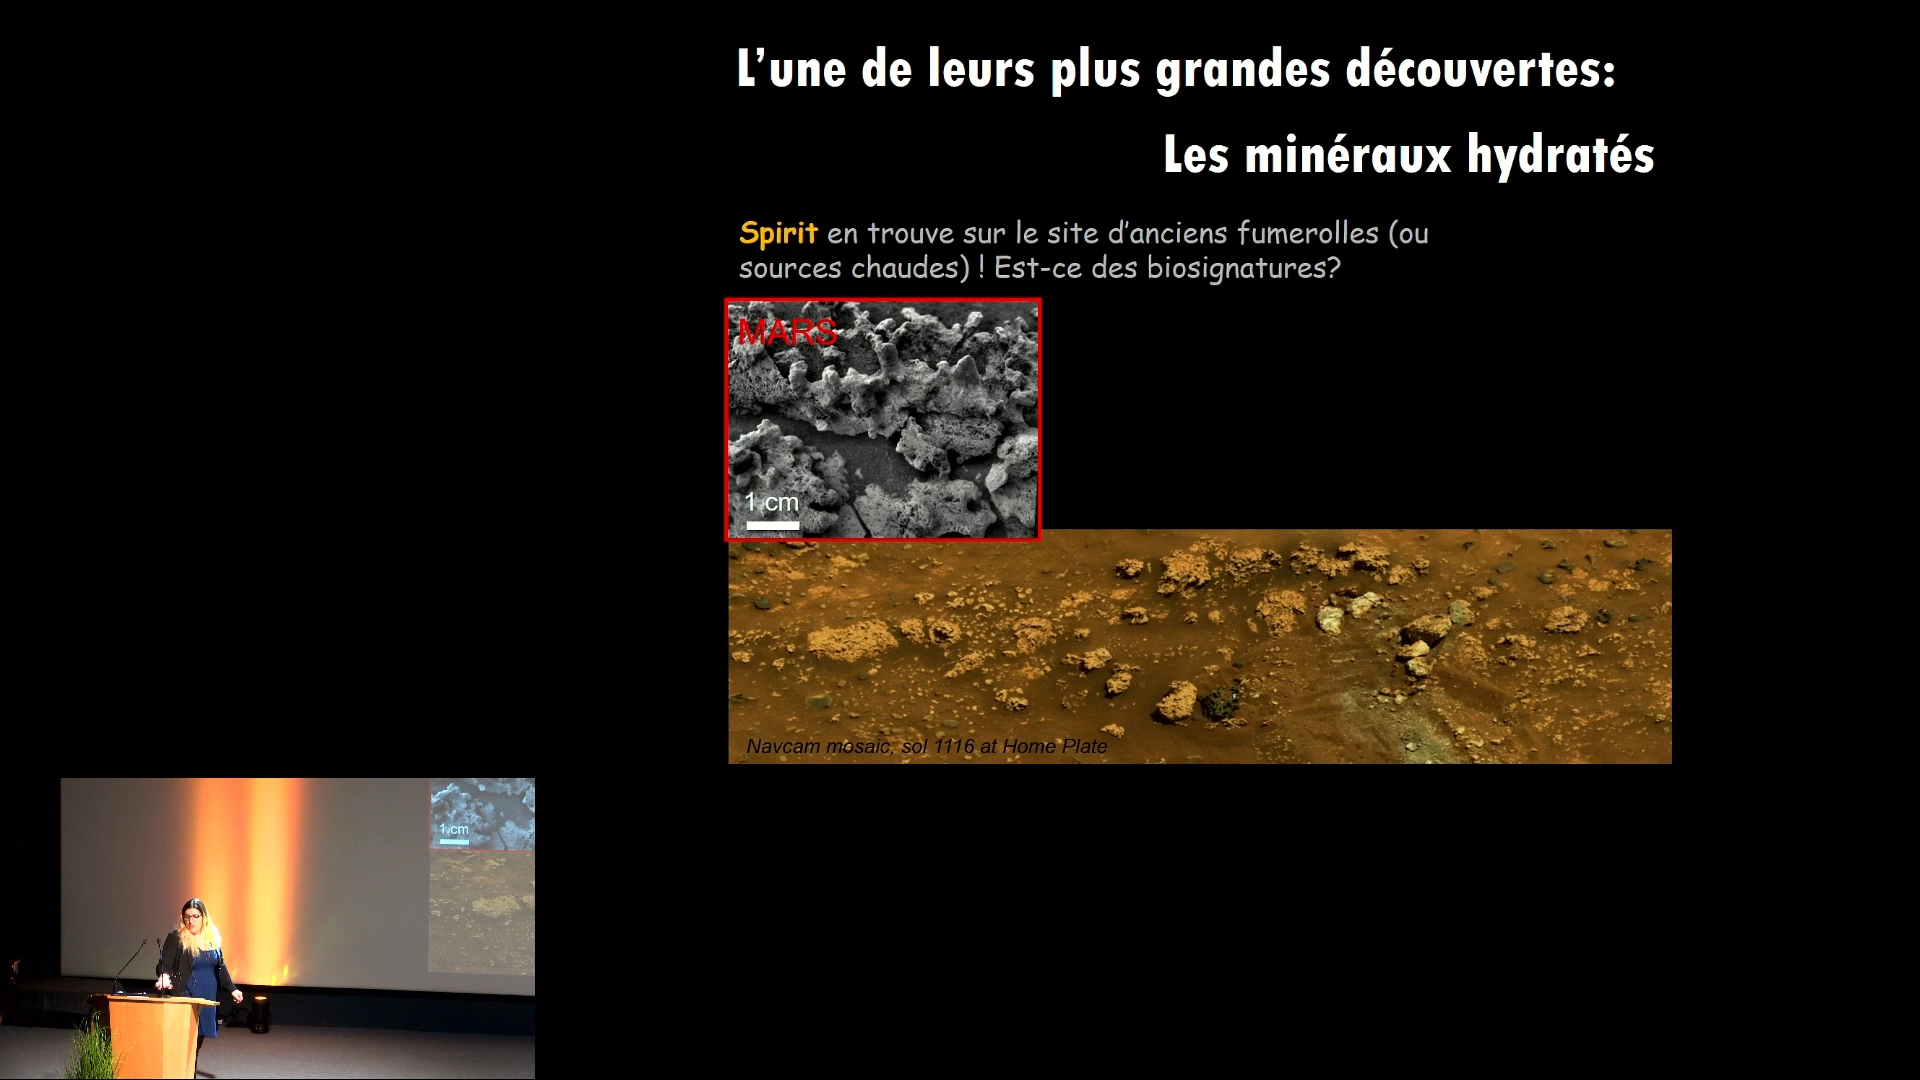 L’une de leurs plus grandes découvertes:
Les minéraux hydratés
Spirit en trouve sur le site d’anciens fumerolles (ou
sources chaudes) ! Est-ce des biosignatures?
MARS
1 cm
Navcam mosaic, sol 1116 at Home Plate
1 cm